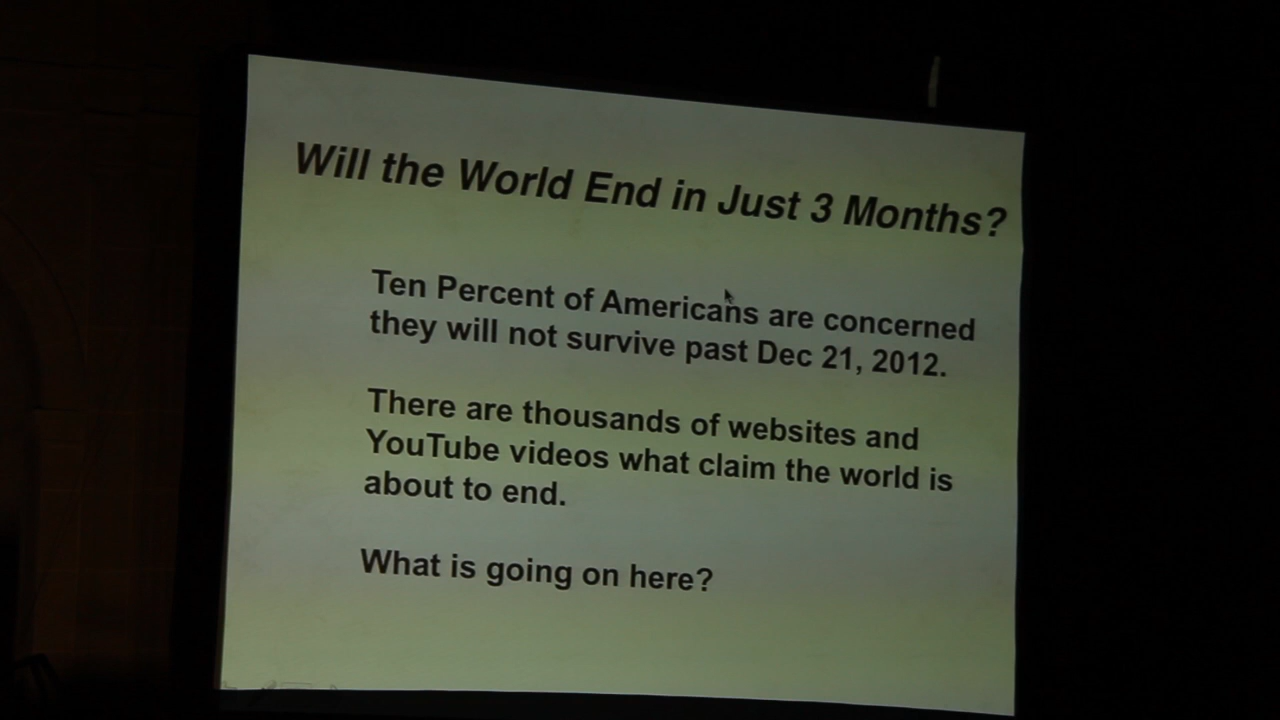 Will the World End in Just 3 Months?
Ten Percent of Americans are concerned
they will not survive past Dec 21, 2012.
There are thousands of websites and
YouTube videos what claim the world is
about to end.
What is going on here?